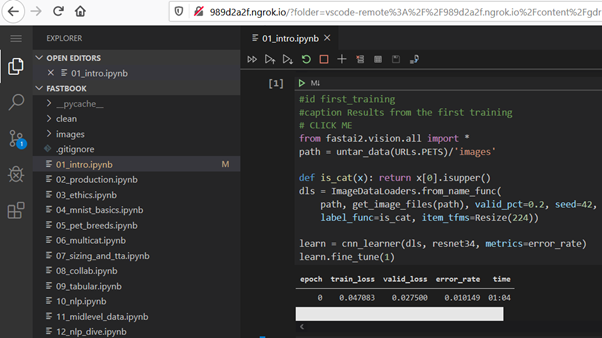 989d2a2f.ngrok.io/?folder=vscode-remote%3A%2F%2F989d2a2f.ngrok.io%2Fcontent%2Fgdr
EXPLORER
OPEN EDITORS
01_intro.ipynb
FASTBOOK
__pycache__
clean
images
.gitignore
01_intro.ipynb M
02_production.ipynb
03_ethics.ipynb
04_mnist_basics.ipynb
05_pet_breeds.ipynb
06_multicat.ipynb
07_sizing_and_tta.ipynb
08_collab.ipynb
09_tabular.ipynb
10_nlp.ipynb
11_midlevel_data.ipynb
12_nlp_dive.ipynb
1
01_intro.ipynb
[1]
M↓
#id first_training
#caption Results from the first training
# CLICK ME
from fastai2.vision.all import *
path = untar_data(URLs.PETS)/'images'
def is_cat(x): return x[0].isupper()
dls = ImageDataLoaders.from_name_func(
path, get_image_files(path), valid_pct=0.2, seed=42,
label_func=is_cat, item_tfms=Resize(224))
learn = cnn_learner(dls, resnet34, metrics=error_rate)
learn.fine_tune(1)
epoch train_loss valid_loss error_rate time
0 0.047083 0.027500 0.010149 01:04